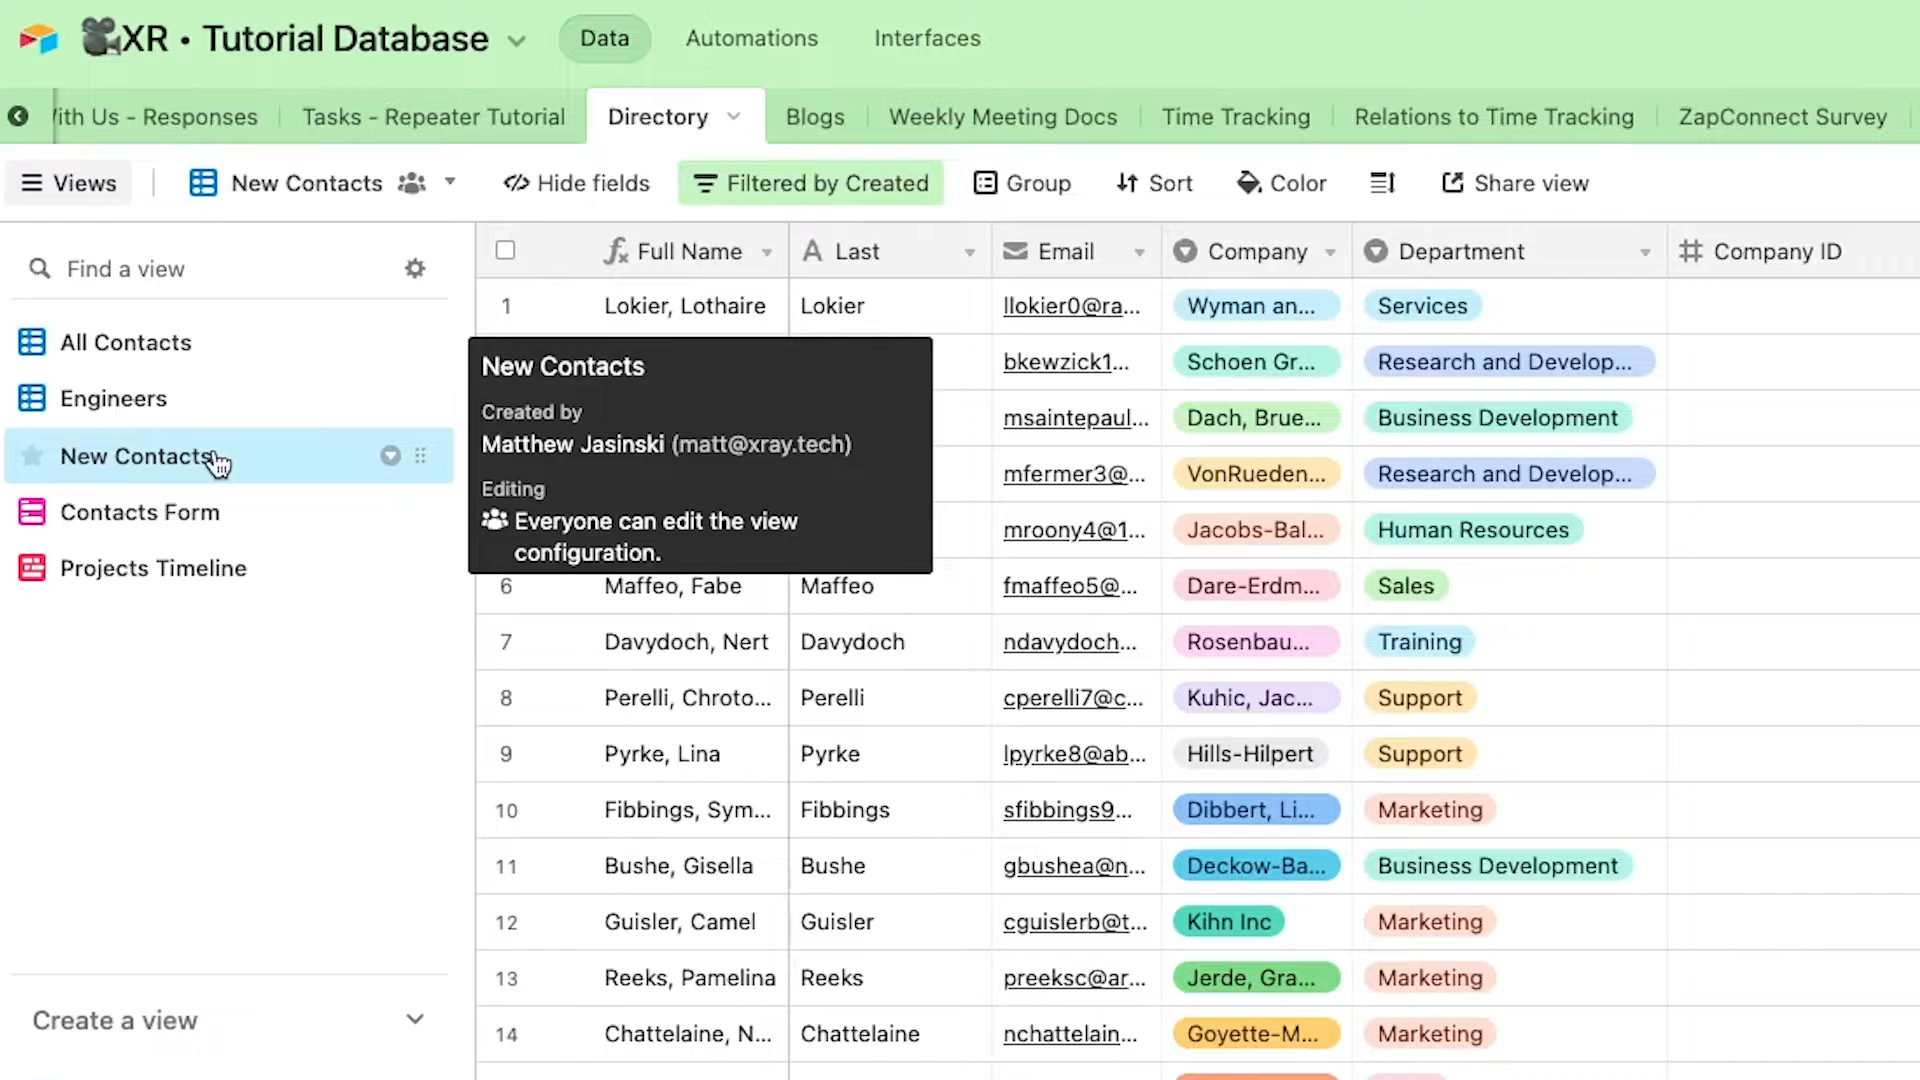 XR • Tutorial Database
Data
Automations
Interfaces
ith Us - Responses
Tasks - Repeater Tutorial
Directory
Blogs
Weekly Meeting Docs
Time Tracking
Relations to Time Tracking
ZapConnect Survey
Views
New Contacts
Hide fields
Filtered by Created
Group
Sort
Color
Share view
Find a view
All Contacts
Engineers
New Contacts
Contacts Form
Projects Timeline
Create a view
Full Name
Last
Email
Company
Department
Company ID
1 Lokier, Lothaire Lokier llokier0@ra... Wyman an... Services
bkewzick1... Schoen Gr... Research and Develop...
msaintepaul... Dach, Brue... Business Development
mfermer3@... VonRueden... Research and Develop...
mroony4@1... Jacobs-Bal... Human Resources
New Contacts
Created by
Matthew Jasinski (matt@xray.tech)
Editing
Everyone can edit the view
configuration.
6 Maffeo, Fabe Maffeo fmaffeo5@... Dare-Erdm... Sales
7 Davydoch, Nert Davydoch ndavydoch... Rosenbau... Training
8 Perelli, Chroto... Perelli cperelli7@c... Kuhic, Jac... Support
9 Pyrke, Lina Pyrke lpyrke8@ab... Hills-Hilpert Support
10 Fibbings, Sym... Fibbings sfibbings9... Dibbert, Li... Marketing
11 Bushe, Gisella Bushe gbushea@n... Deckow-Ba... Business Development
12 Guisler, Camel Guisler cguislerb@t... Kihn Inc Marketing
13 Reeks, Pamelina Reeks preeksc@ar... Jerde, Gra... Marketing
14 Chattelaine, N... Chattelaine nchattelain... Goyette-M... Marketing